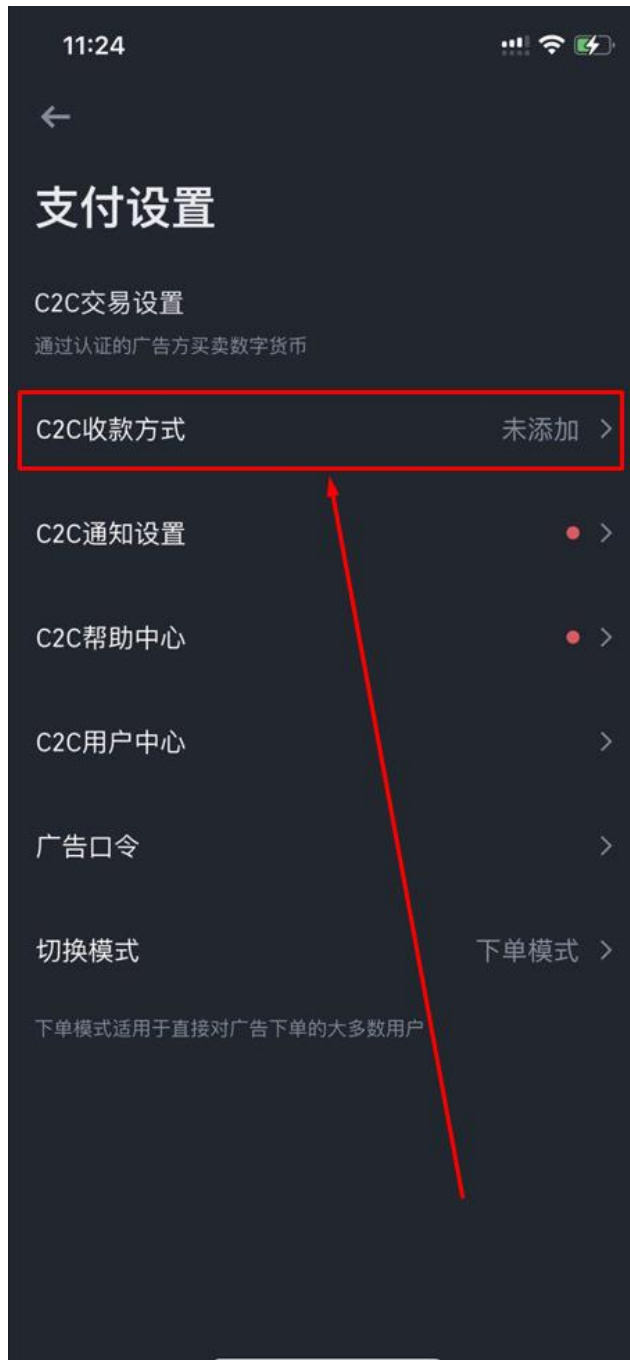 11:24
支付设置
C2C交易设置
通过认证的广告方买卖数字货币
C2C收款方式 未添加
C2C通知设置
C2C帮助中心
C2C用户中心
广告口令
切换模式 下单模式
下单模式适用于直接对广告下单的大多数用户